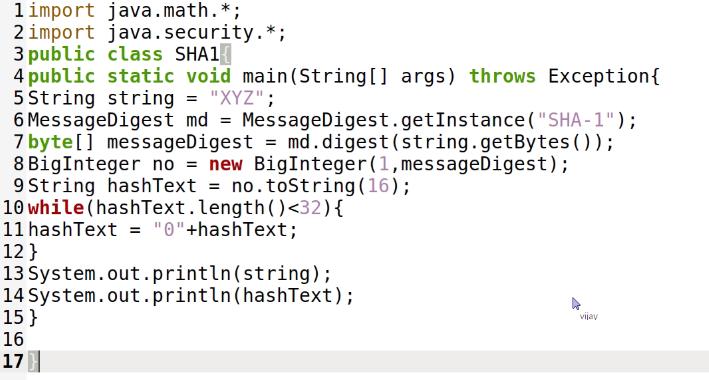 1 import java.math.*;
2 import java.security.*;
3 public class SHA1{
4 public static void main(String[] args) throws Exception{
5 String string = "XYZ";
6 MessageDigest md = MessageDigest.getInstance("SHA-1");
7 byte[] messageDigest = md.digest(string.getBytes());
8 BigInteger no = new BigInteger(1,messageDigest);
9 String hashText = no.toString(16);
10 while(hashText.length()<32){
11 hashText = "0"+hashText;
12 }
13 System.out.println(string);
14 System.out.println(hashText);
15 }
16
17 }
vijay